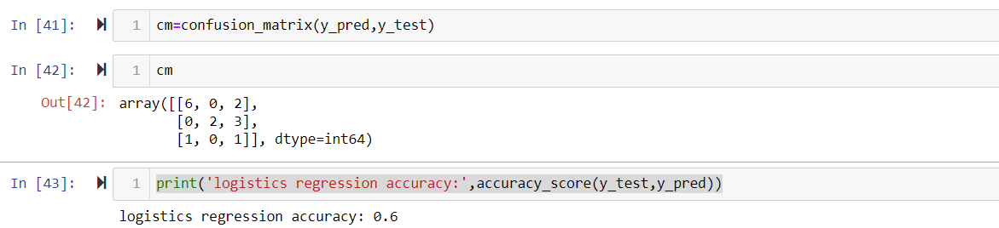 In [41]: 1 cm=confusion_matrix(y_pred,y_test)
In [42]: 1 cm
Out[42]: array([[6, 0, 2],
[0, 2, 3],
[1, 0, 1]], dtype=int64)
In [43]: 1 print('logistics regression accuracy:',accuracy_score(y_test,y_pred))
logistics regression accuracy: 0.6